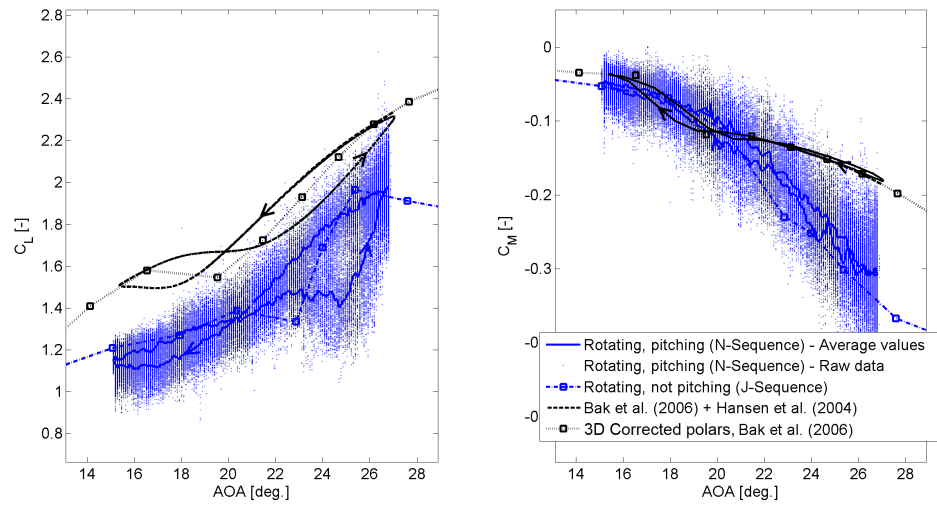 2.8
2.6
2.4
2.2
2
1.8
1.6
1.4
1.2
1
0.8
C_L [-]
14 16 18 20 22 24 26 28
AOA [deg.]
0
-0.1
-0.2
-0.3
-0
-0
C_M [-]
Rotating, pitching (N-Sequence) - Average values
Rotating, pitching (N-Sequence) - Raw data
Rotating, not pitching (J-Sequence)
Bak et al. (2006) + Hansen et al. (2004)
3D Corrected polars, Bak et al. (2006)
14 16 18 20 22 24 26 28
AOA [deg.]